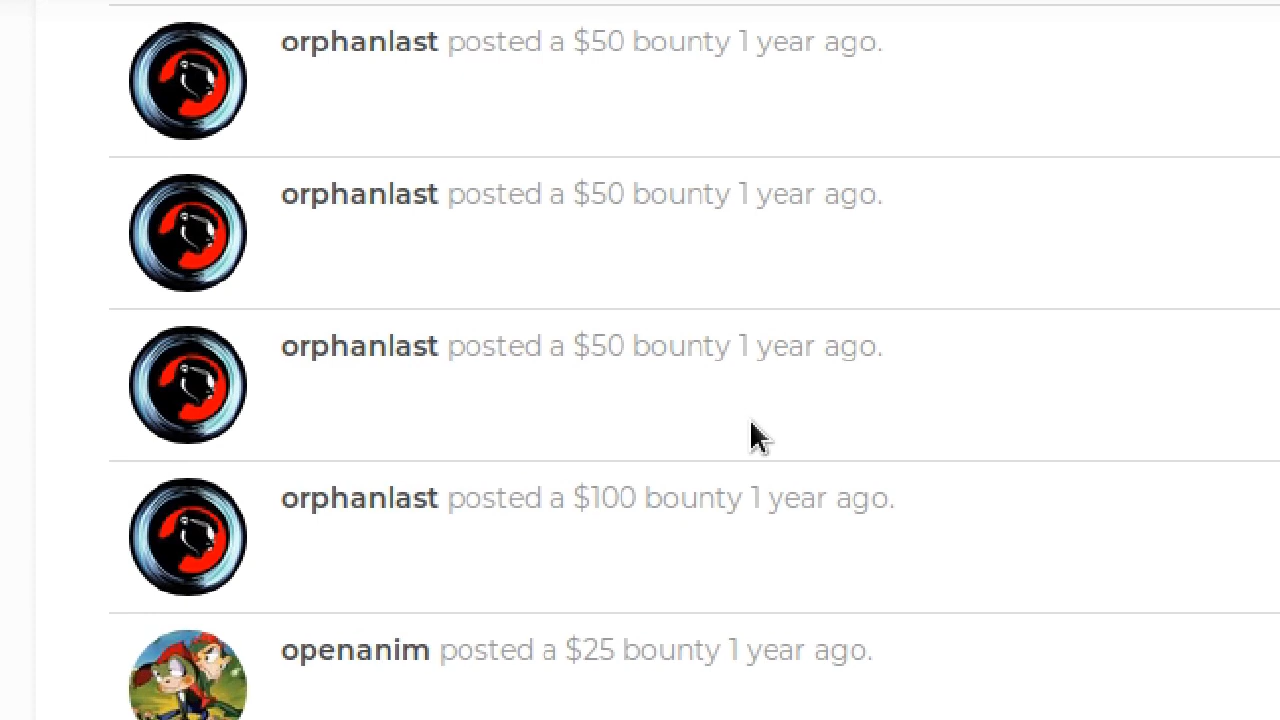 orphanlast posted a $50 bounty 1 year ago.
orphanlast posted a $50 bounty 1 year ago.
orphanlast posted a $50 bounty 1 year ago.
orphanlast posted a $100 bounty 1 year ago.
openanim posted a $25 bounty 1 year ago.